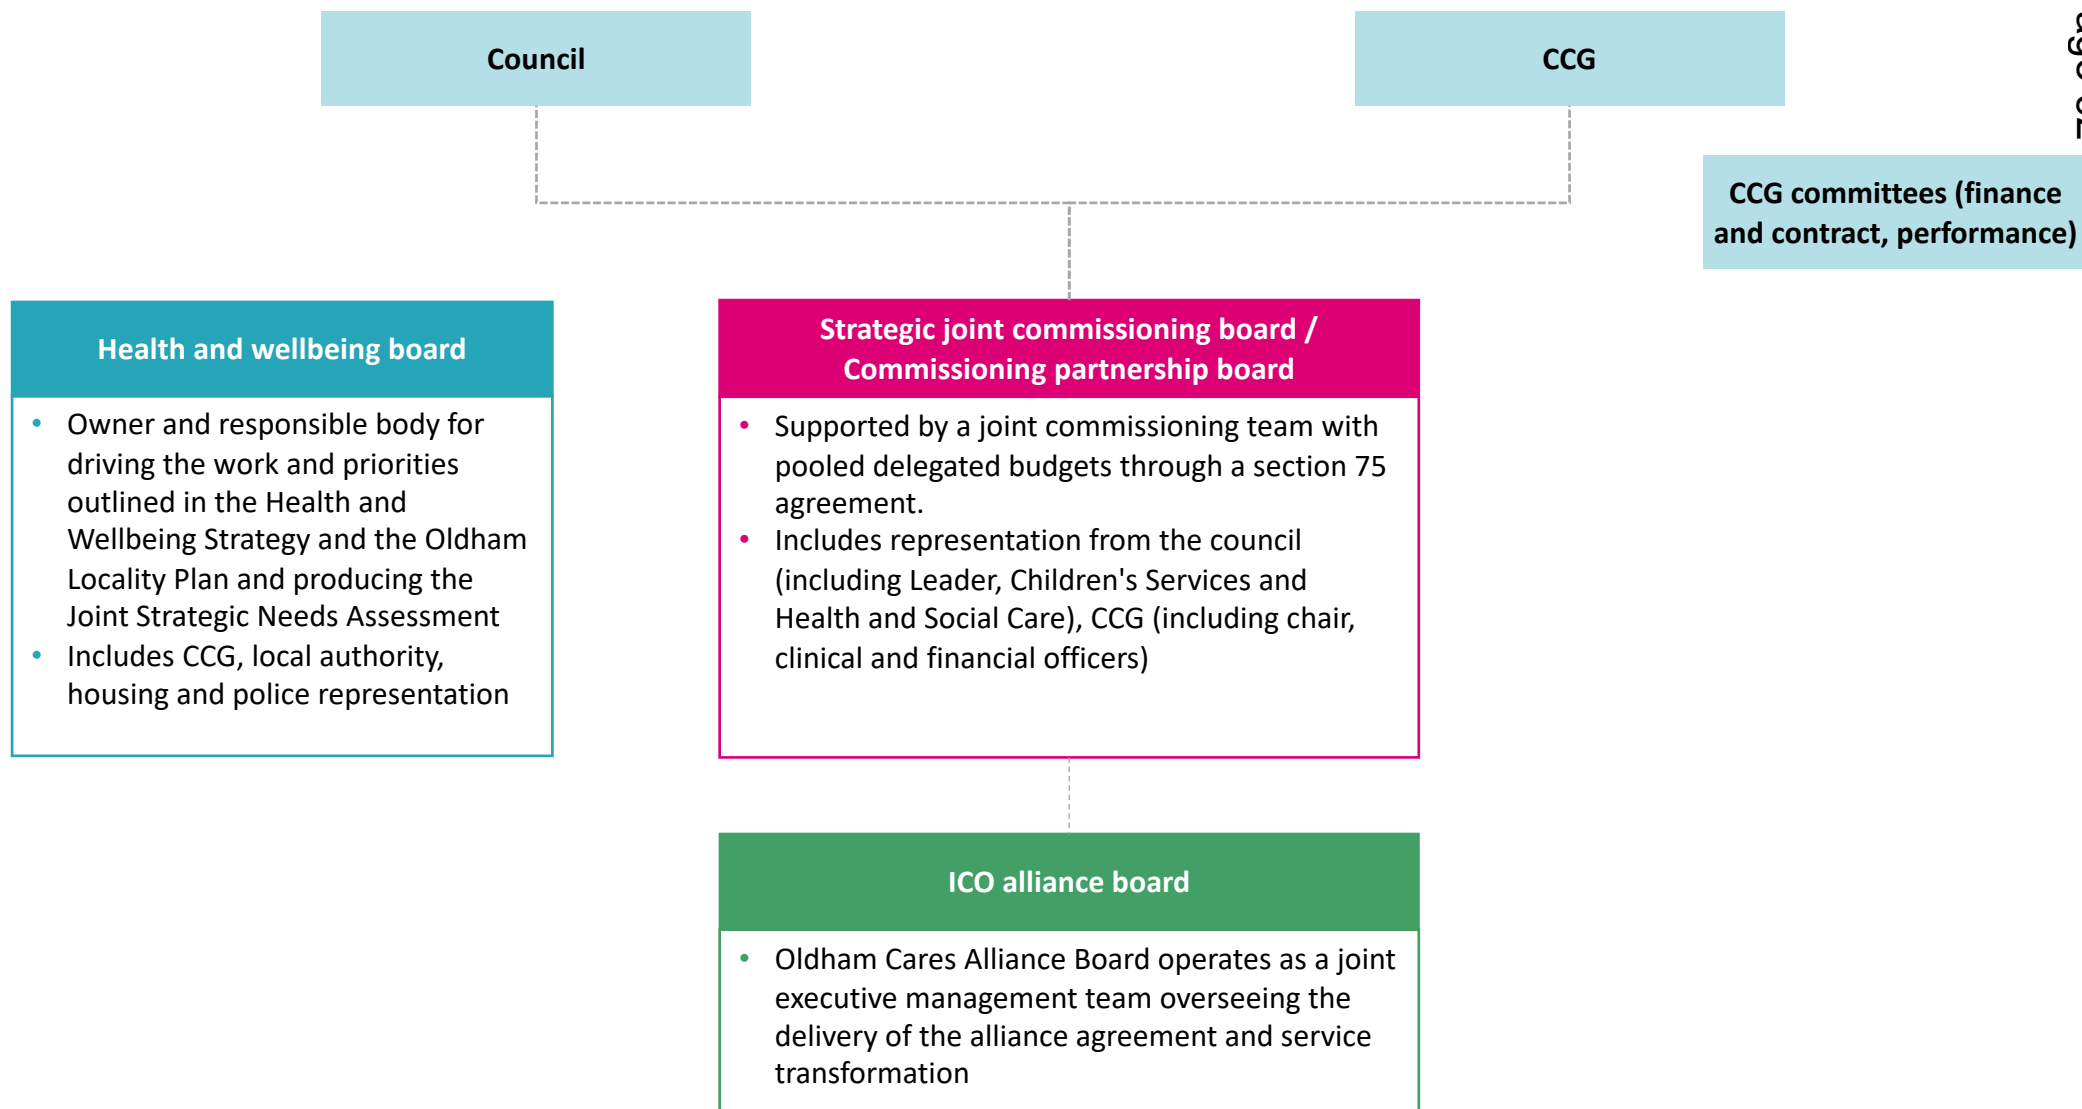 Council
CCG
CCG committees (finance
and contract, performance)
Health and wellbeing board
• Owner and responsible body for
driving the work and priorities
outlined in the Health and
Wellbeing Strategy and the Oldham
Locality Plan and producing the
Joint Strategic Needs Assessment
• Includes CCG, local authority,
housing and police representation
Strategic joint commissioning board /
Commissioning partnership board
• Supported by a joint commissioning team with
pooled delegated budgets through a section 75
agreement.
• Includes representation from the council
(including Leader, Children's Services and
Health and Social Care), CCG (including chair,
clinical and financial officers)
ICO alliance board
• Oldham Cares Alliance Board operates as a joint
executive management team overseeing the
delivery of the alliance agreement and service
transformation